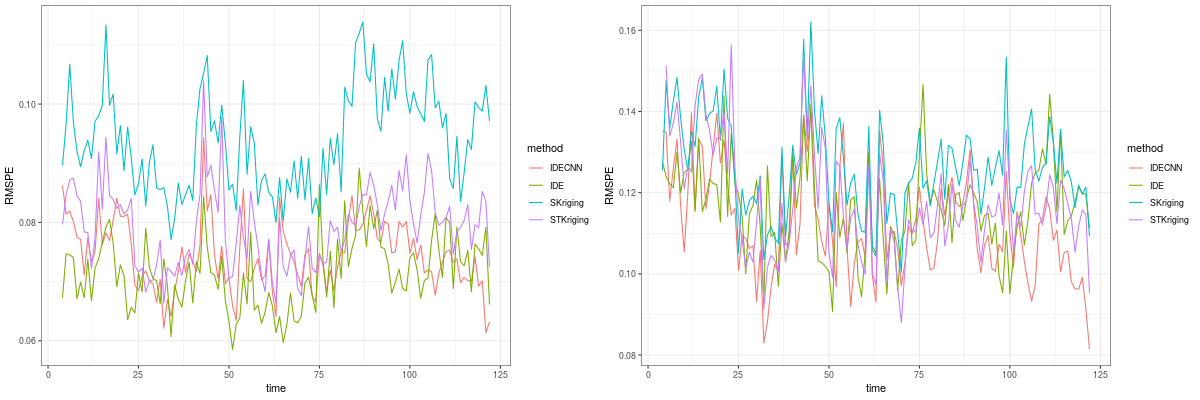 RMSPE
0.10
0.08
0.06
0
25
50
75
100
125
time
method
IDECNN
IDE
SKriging
STKriging
RMSPE
0.16
0.14
0.12
0.10
0.08
0
25
50
75
100
125
time
method
IDECNN
IDE
SKriging
STKriging